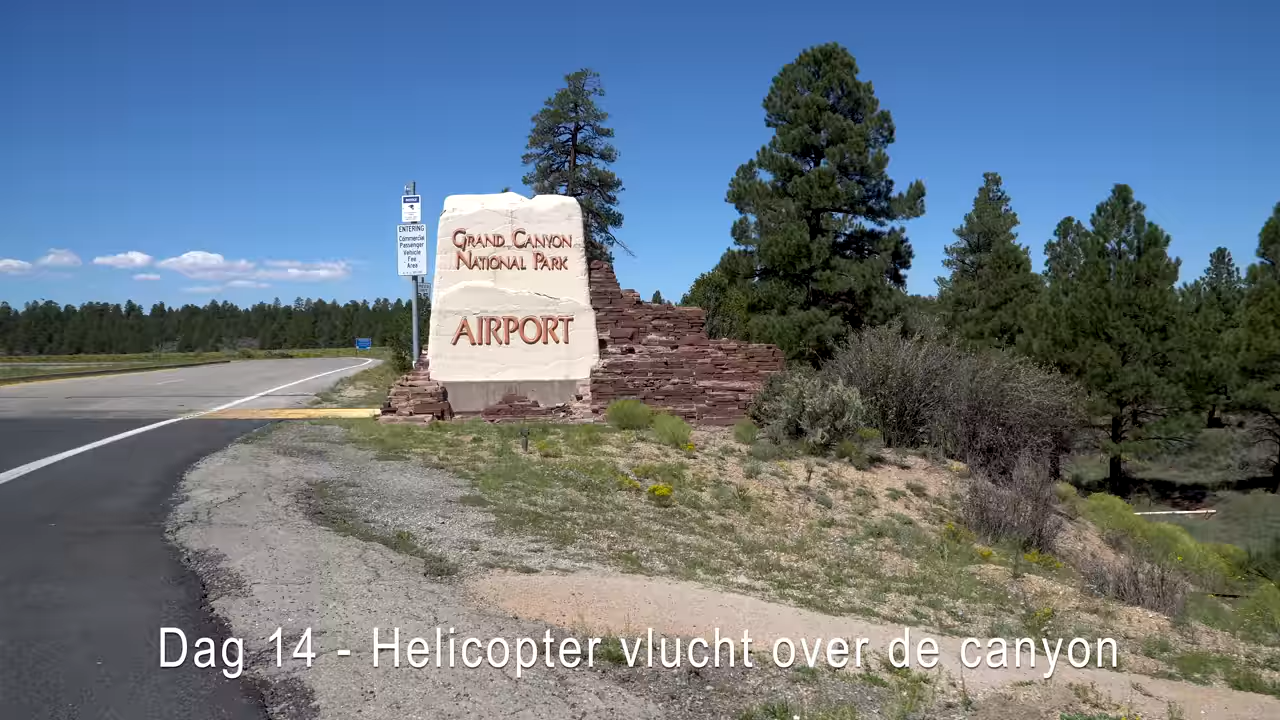 ENTERING
Commercial
Passenger
Vehicle
Fee
Area
GRAND CANYON
NATIONAL PARK
AIRPORT
Dag 14 - Helicopter vlucht over de canyon